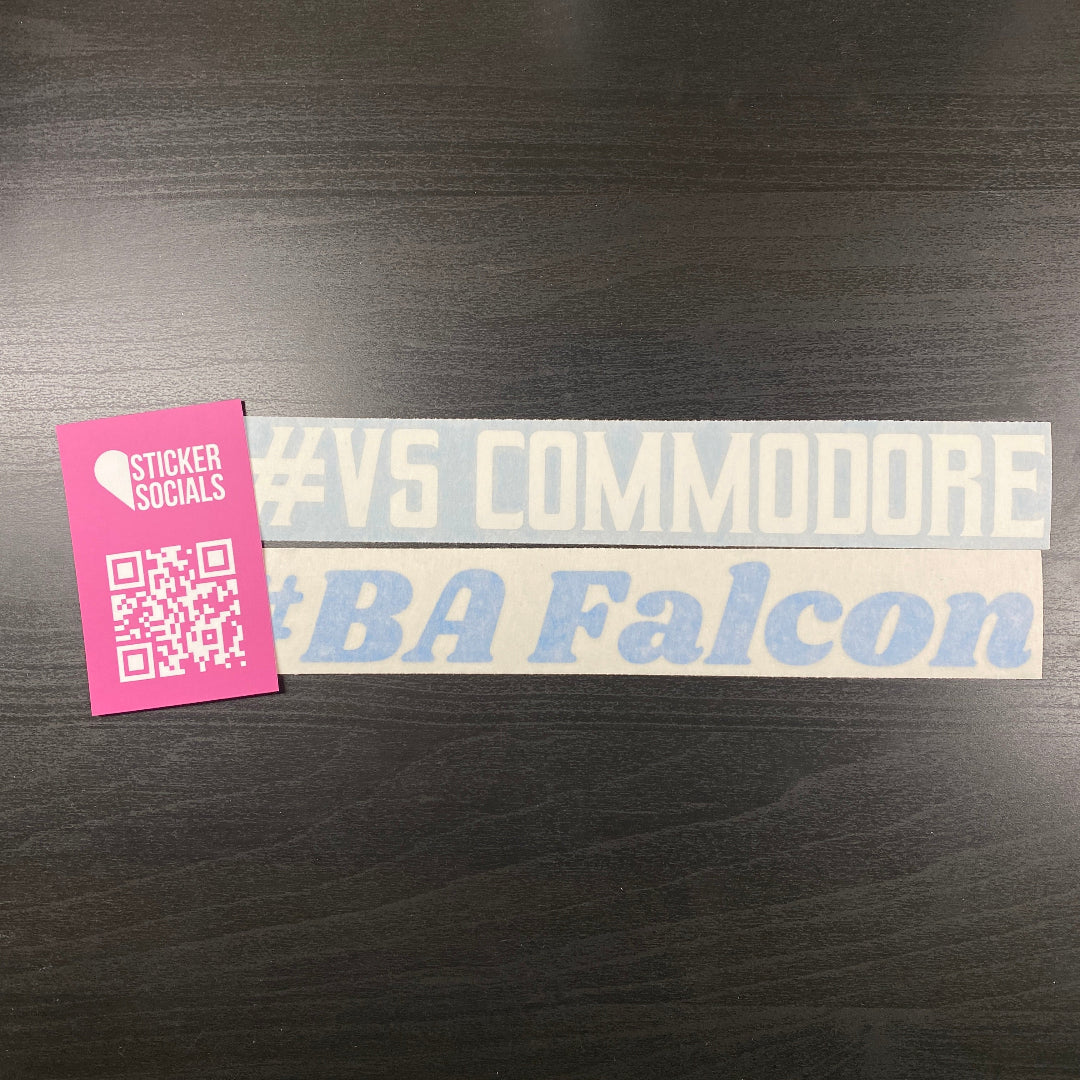 STICKER
SOCIALS
#VS COMMODORE
#BA Falcon